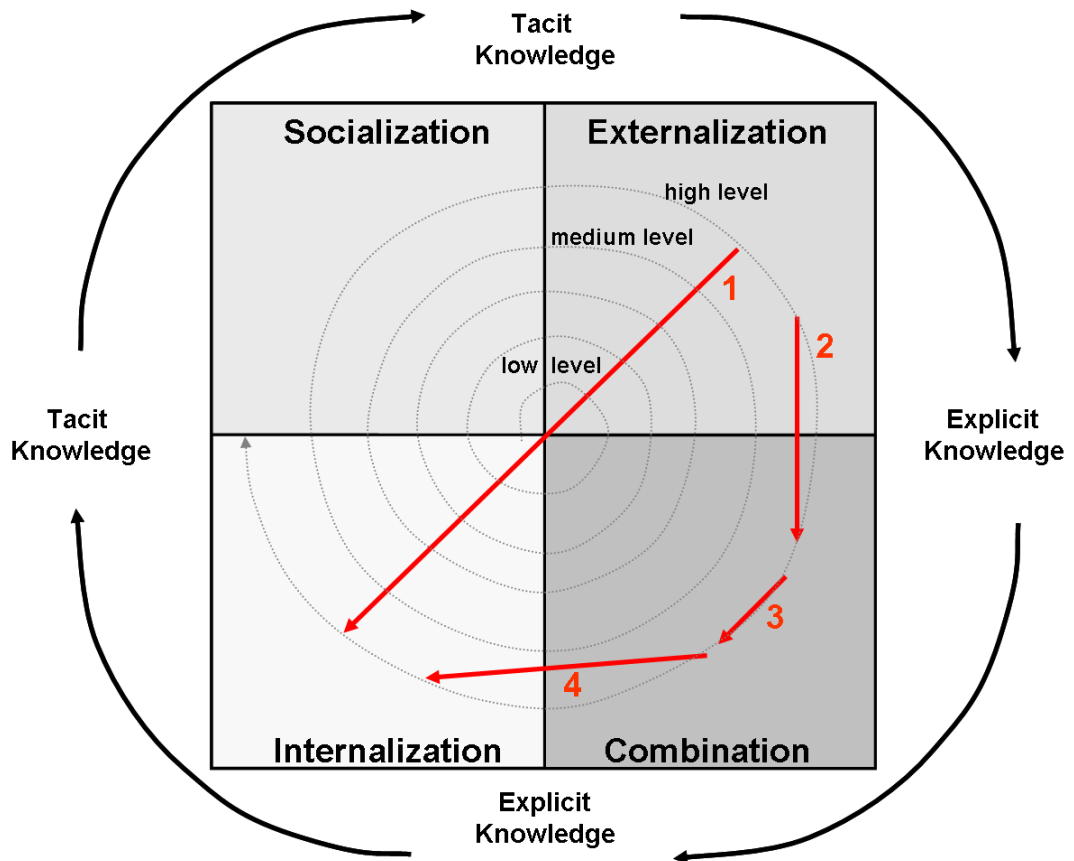 Tacit
Knowledge
Socialization
Externalization
high level
medium level
1
2
low level
Tacit
Knowledge
Explicit
Knowledge
3
4
Internalization
Combination
Explicit
Knowledge